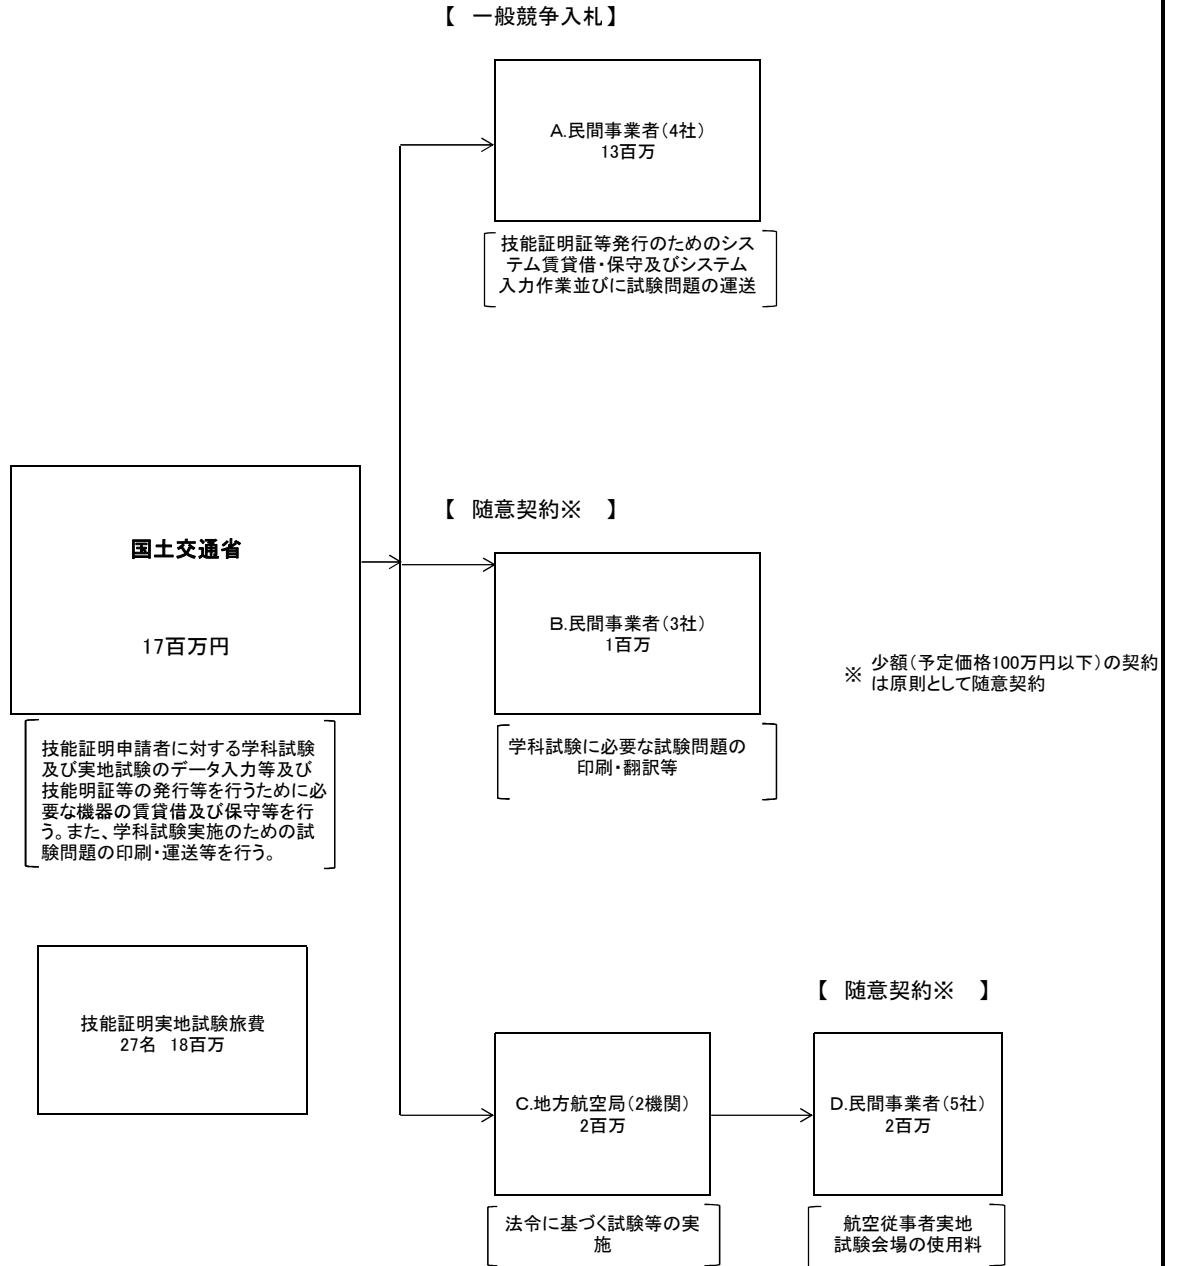 【　一般競争入札】
A.民間事業者（4社）
13百万
技能証明証等発行のためのシス
テム賃貸借・保守及びシステム
入力作業並びに試験問題の運送
国土交通省
17百万円
技能証明申請者に対する学科試験
及び実地試験のデータ入力等及び
技能明証等の発行等を行うために必
要な機器の賃貸借及び保守等を行
う。また、学科試験実施のための試
験問題の印刷・運送等を行う。
【　随意契約※　】
B.民間事業者（3社）
1百万
学科試験に必要な試験問題の
印刷・翻訳等
※　少額（予定価格100万円以下）の契約
は原則として随意契約
技能証明実地試験旅費
27名　18百万
C.地方航空局（2機関）
2百万
法令に基づく試験等の実
施
【　随意契約※　】
D.民間事業者（5社）
2百万
航空従事者実地
試験会場の使用料